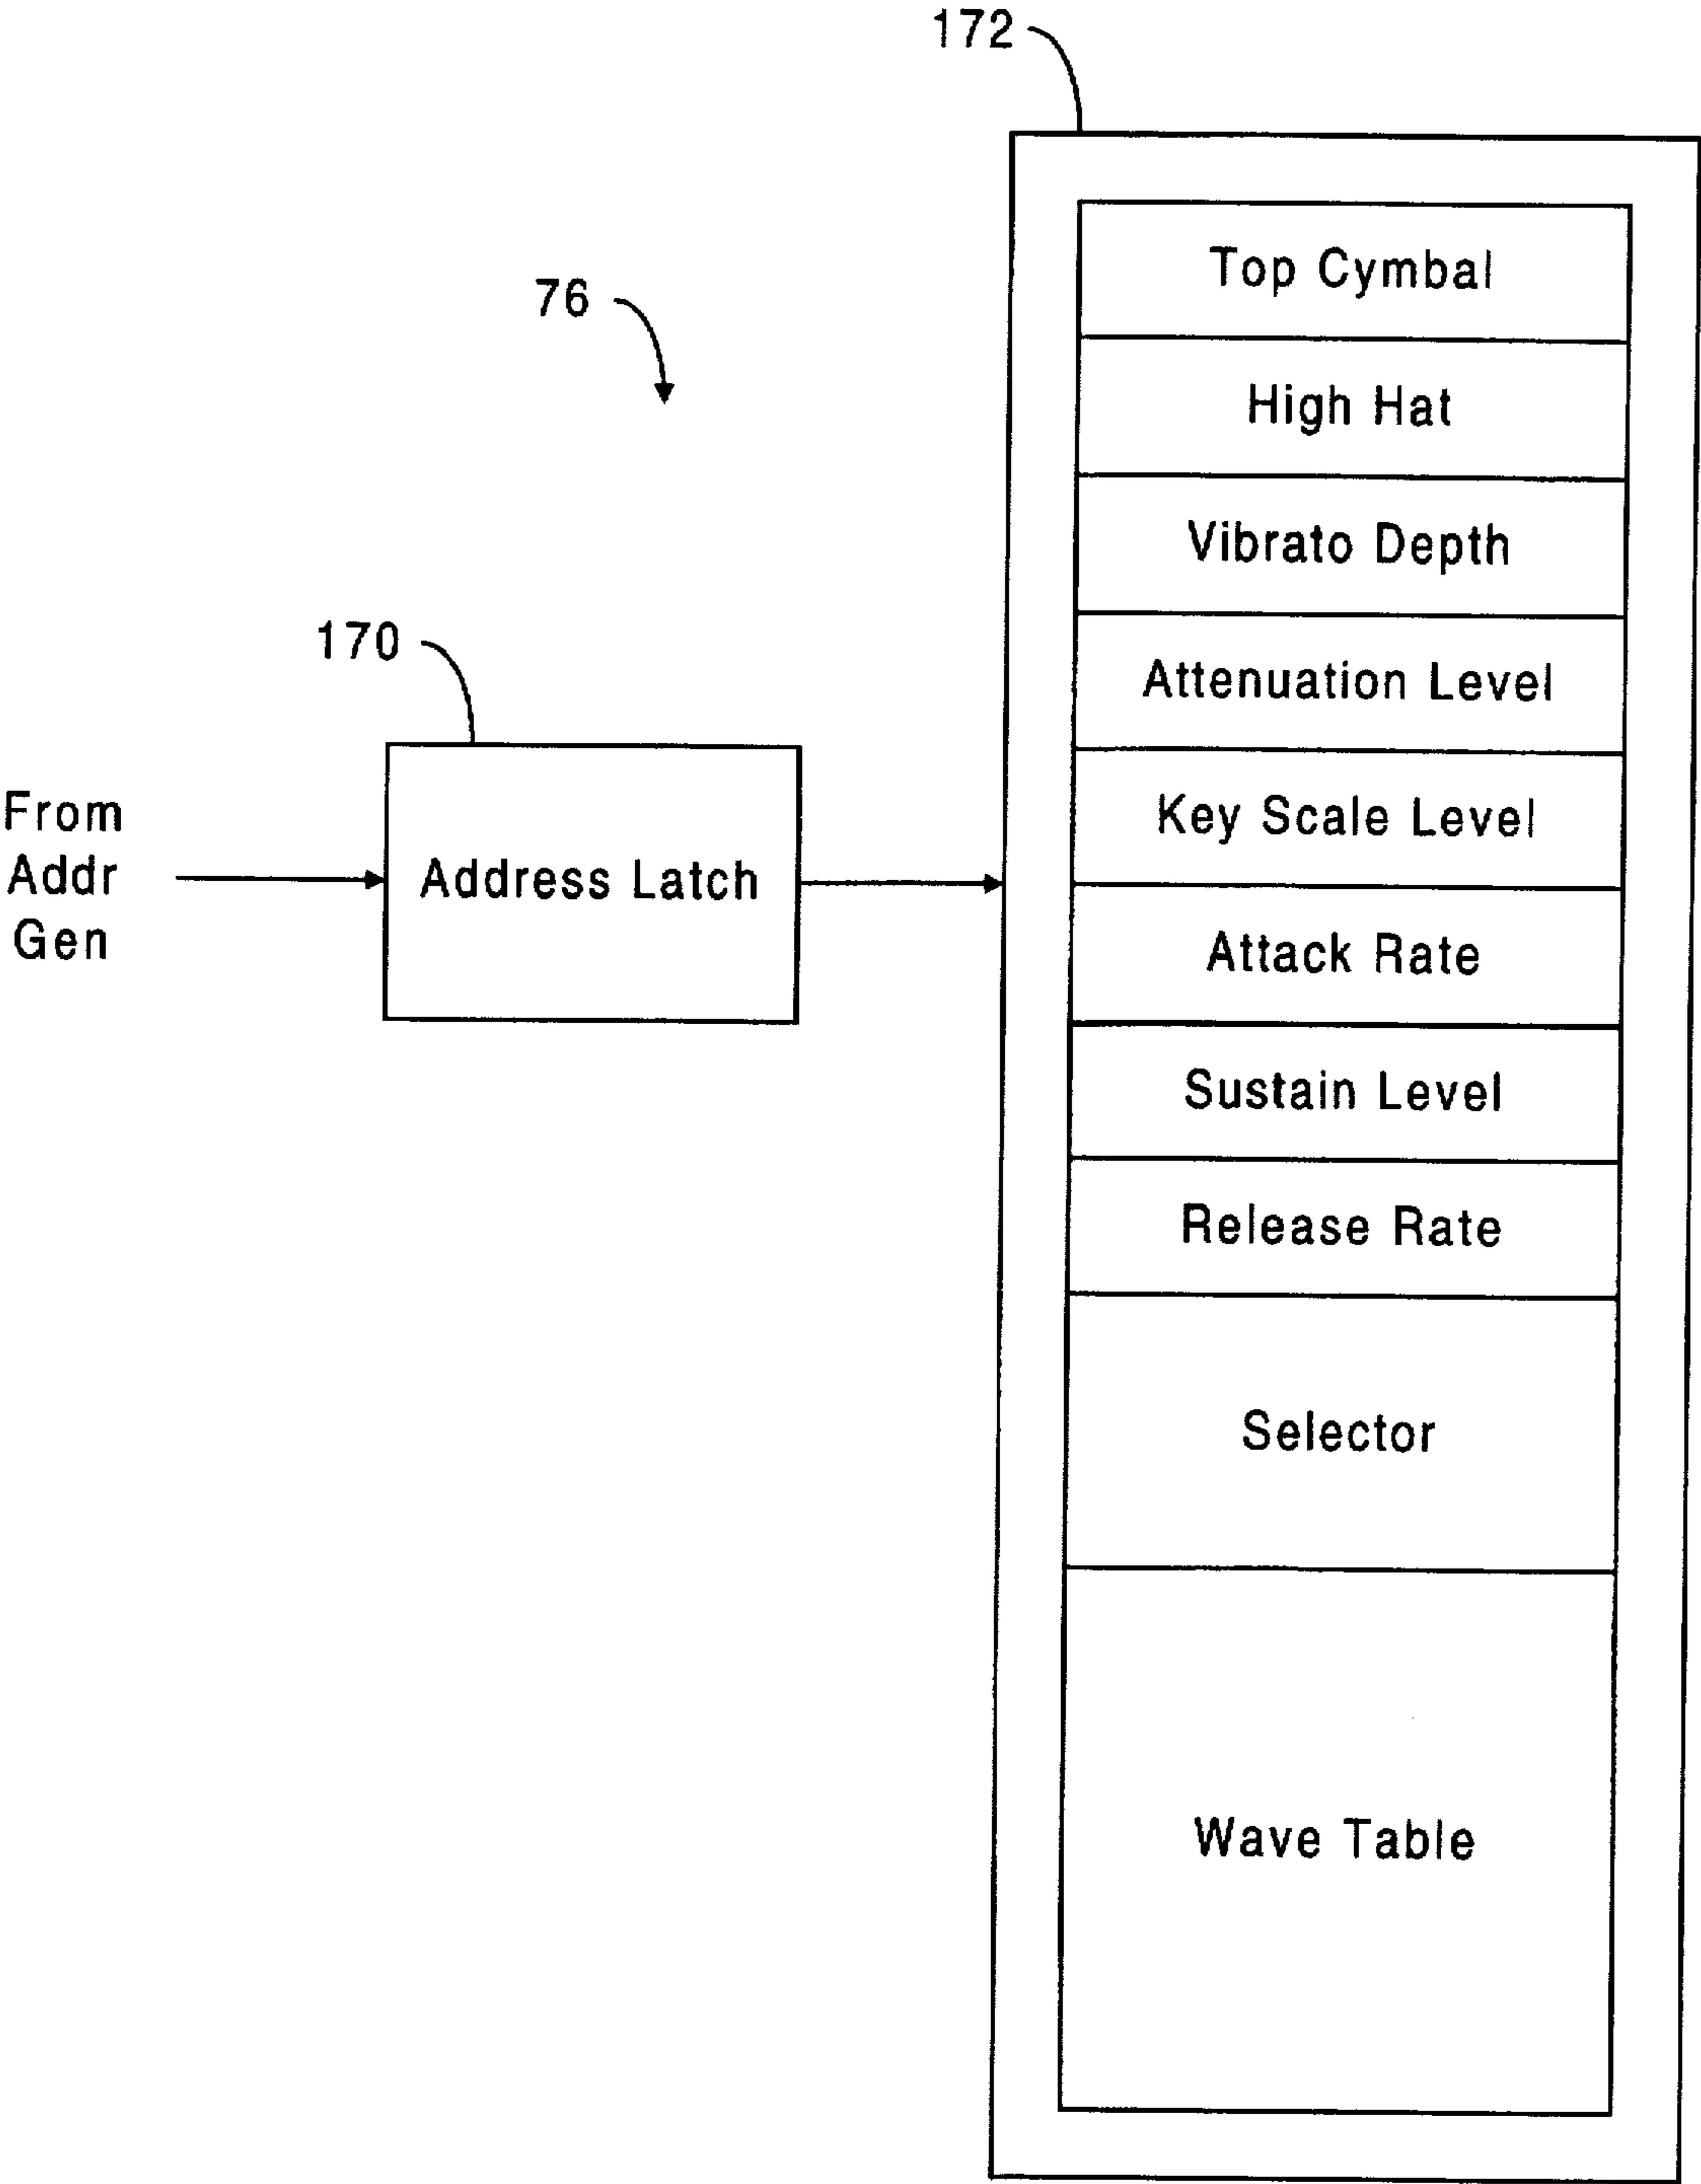 172
Top Cymbal
76
High Hat
Vibrato Depth
170
Attenuation Level
From
Addr
Gen
Address Latch
Key Scale Level
Attack Rate
Sustain Level
Release Rate
Selector
Wave Table